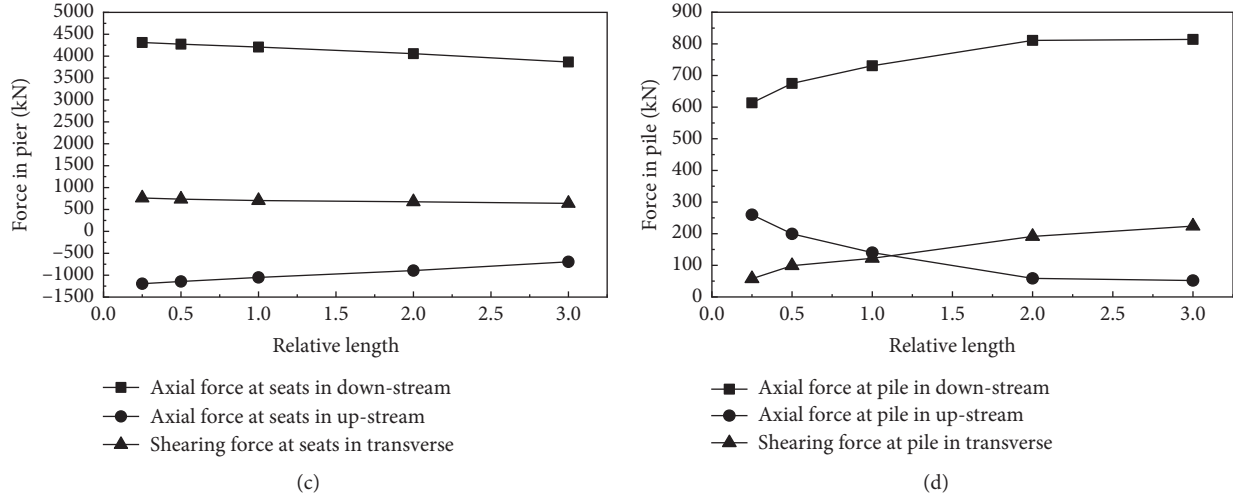 5000
4500
4000
3500
3000
2500
2000
1500
1000
500
0
−500
−1000
−1500
Force in pier (kN)
0.0 0.5 1.0 1.5 2.0 2.5 3.0
Relative length
Axial force at seats in down-stream
Axial force at seats in up-stream
Shearing force at seats in transverse
(c)
900
800
700
600
500
400
300
200
100
0
Force in pile (kN)
0.0 0.5 1.0 1.5 2.0 2.5 3.0
Relative length
Axial force at pile in down-stream
Axial force at pile in up-stream
Shearing force at pile in transverse
(d)